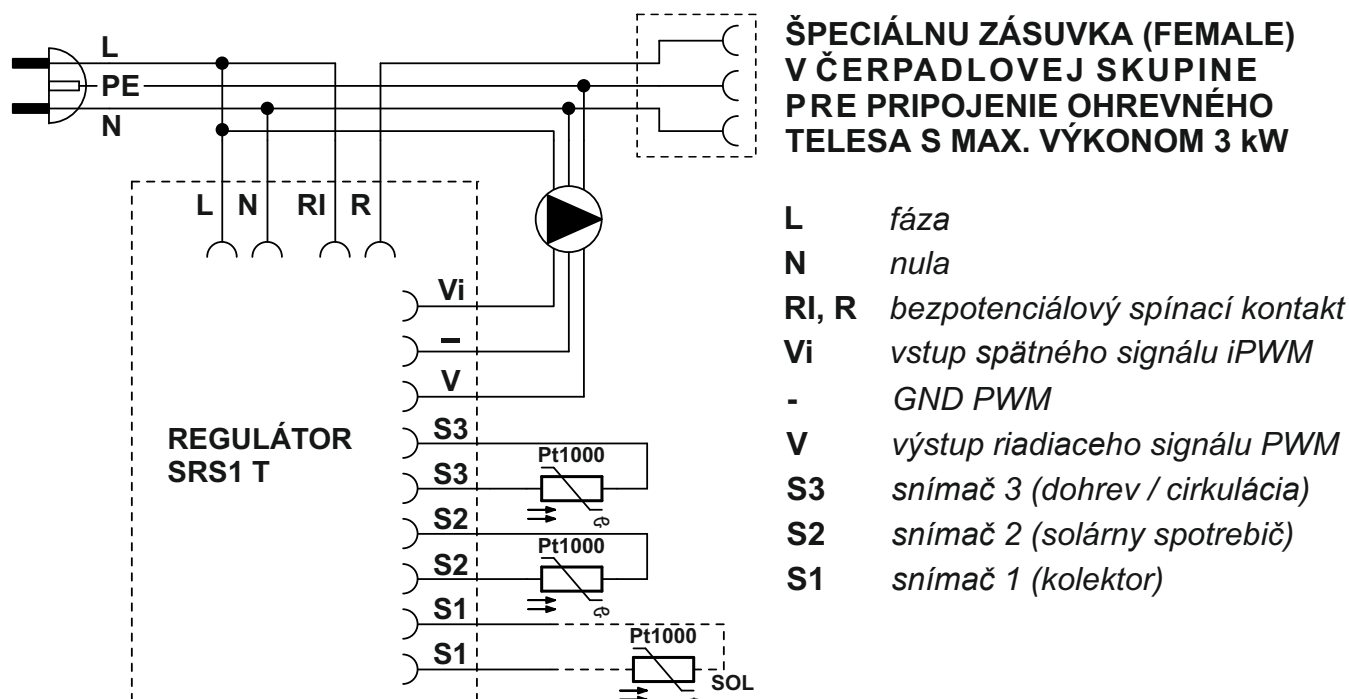 L
PE
N
ŠPECIÁLNU ZÁSUVKA (FEMALE)
V ČERPADLOVEJ SKUPINE
PRE PRIPOJENIE OHREVNÉHO
TELESA S MAX. VÝKONOM 3 kW
L N RI R
Vi
-
V
S3
S3
S2
S2
S1
S1
REGULÁTOR
SRS1 T
Pt1000
Pt1000
Pt1000
SOL
L fáza
N nula
RI, R bezpotenciálový spínací kontakt
Vi vstup spätného signálu iPWM
- GND PWM
V výstup riadiaceho signálu PWM
S3 snímač 3 (dohrev / cirkulácia)
S2 snímač 2 (solárny spotrebič)
S1 snímač 1 (kolektor)